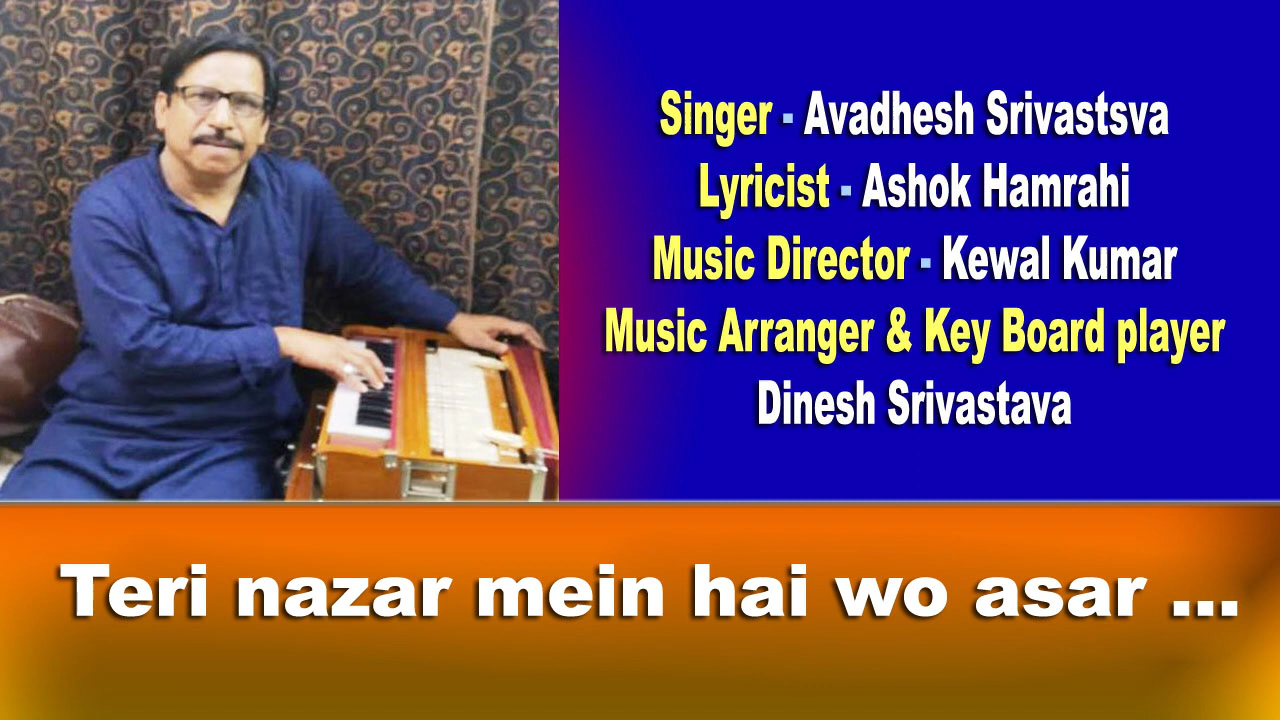 Singer - Avadhesh Srivastsva
Lyricist - Ashok Hamrahi
Music Director - Kewal Kumar
Music Arranger & Key Board player
Dinesh Srivastava
Teri nazar mein hai wo asar ...